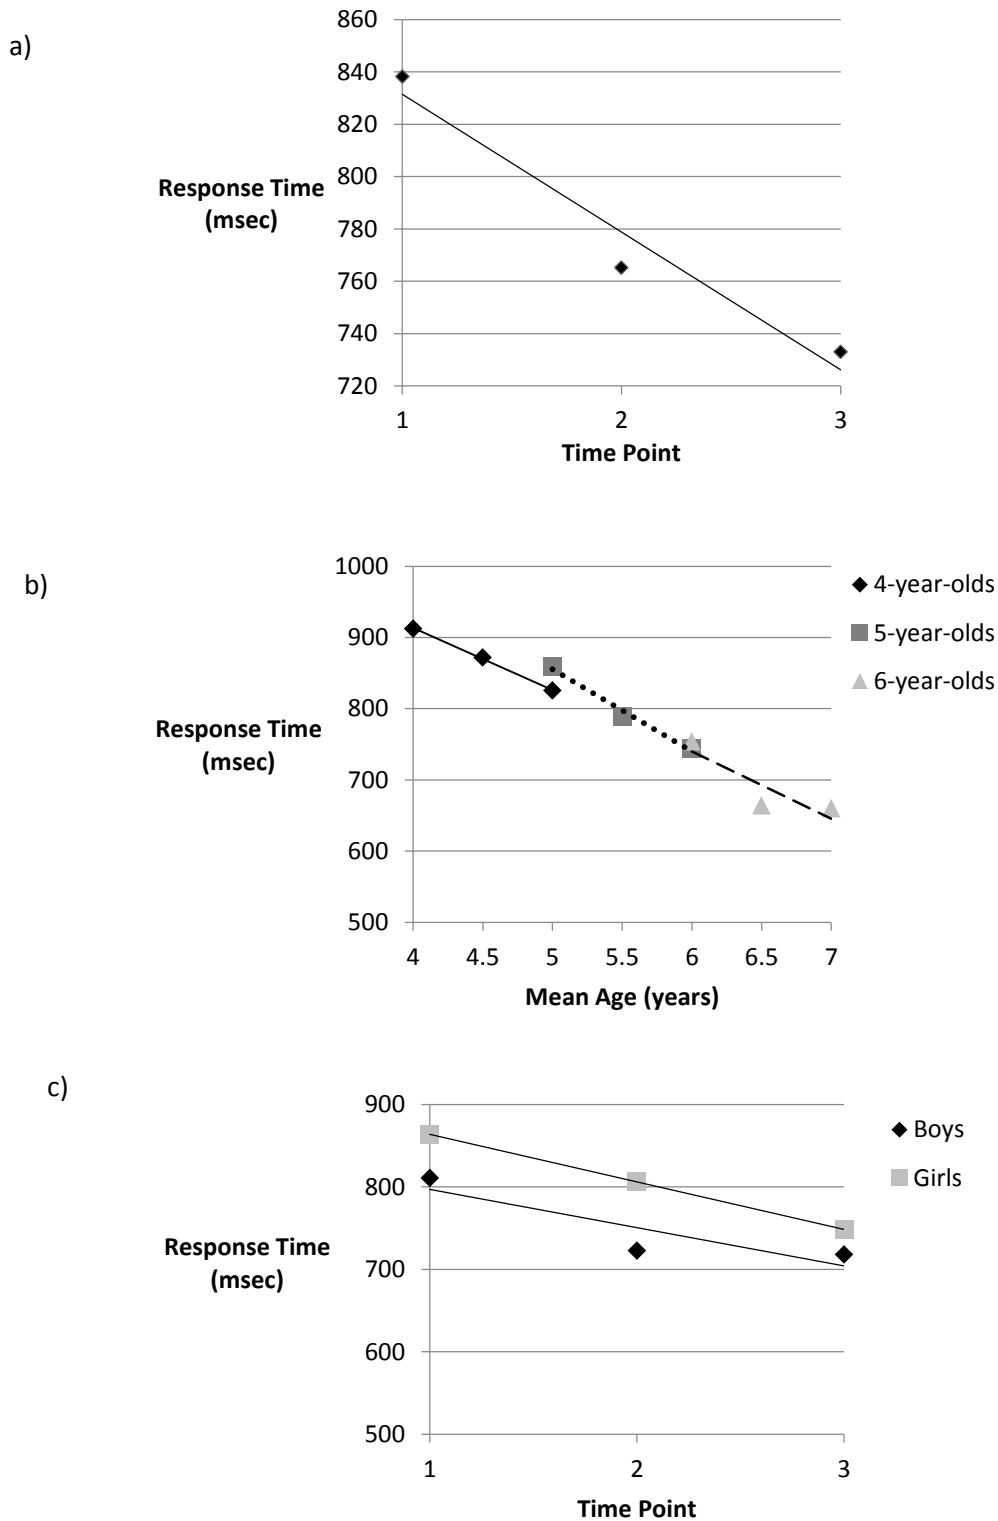 a)
860
840
820
800
780
760
740
720
Response Time
(msec)
1 2 3
Time Point
b)
1000
900
800
700
600
500
Response Time
(msec)
4 4.5 5 5.5 6 6.5 7
Mean Age (years)
4-year-olds
5-year-olds
6-year-olds
c)
900
800
700
600
500
Response Time
(msec)
1 2 3
Time Point
Boys
Girls